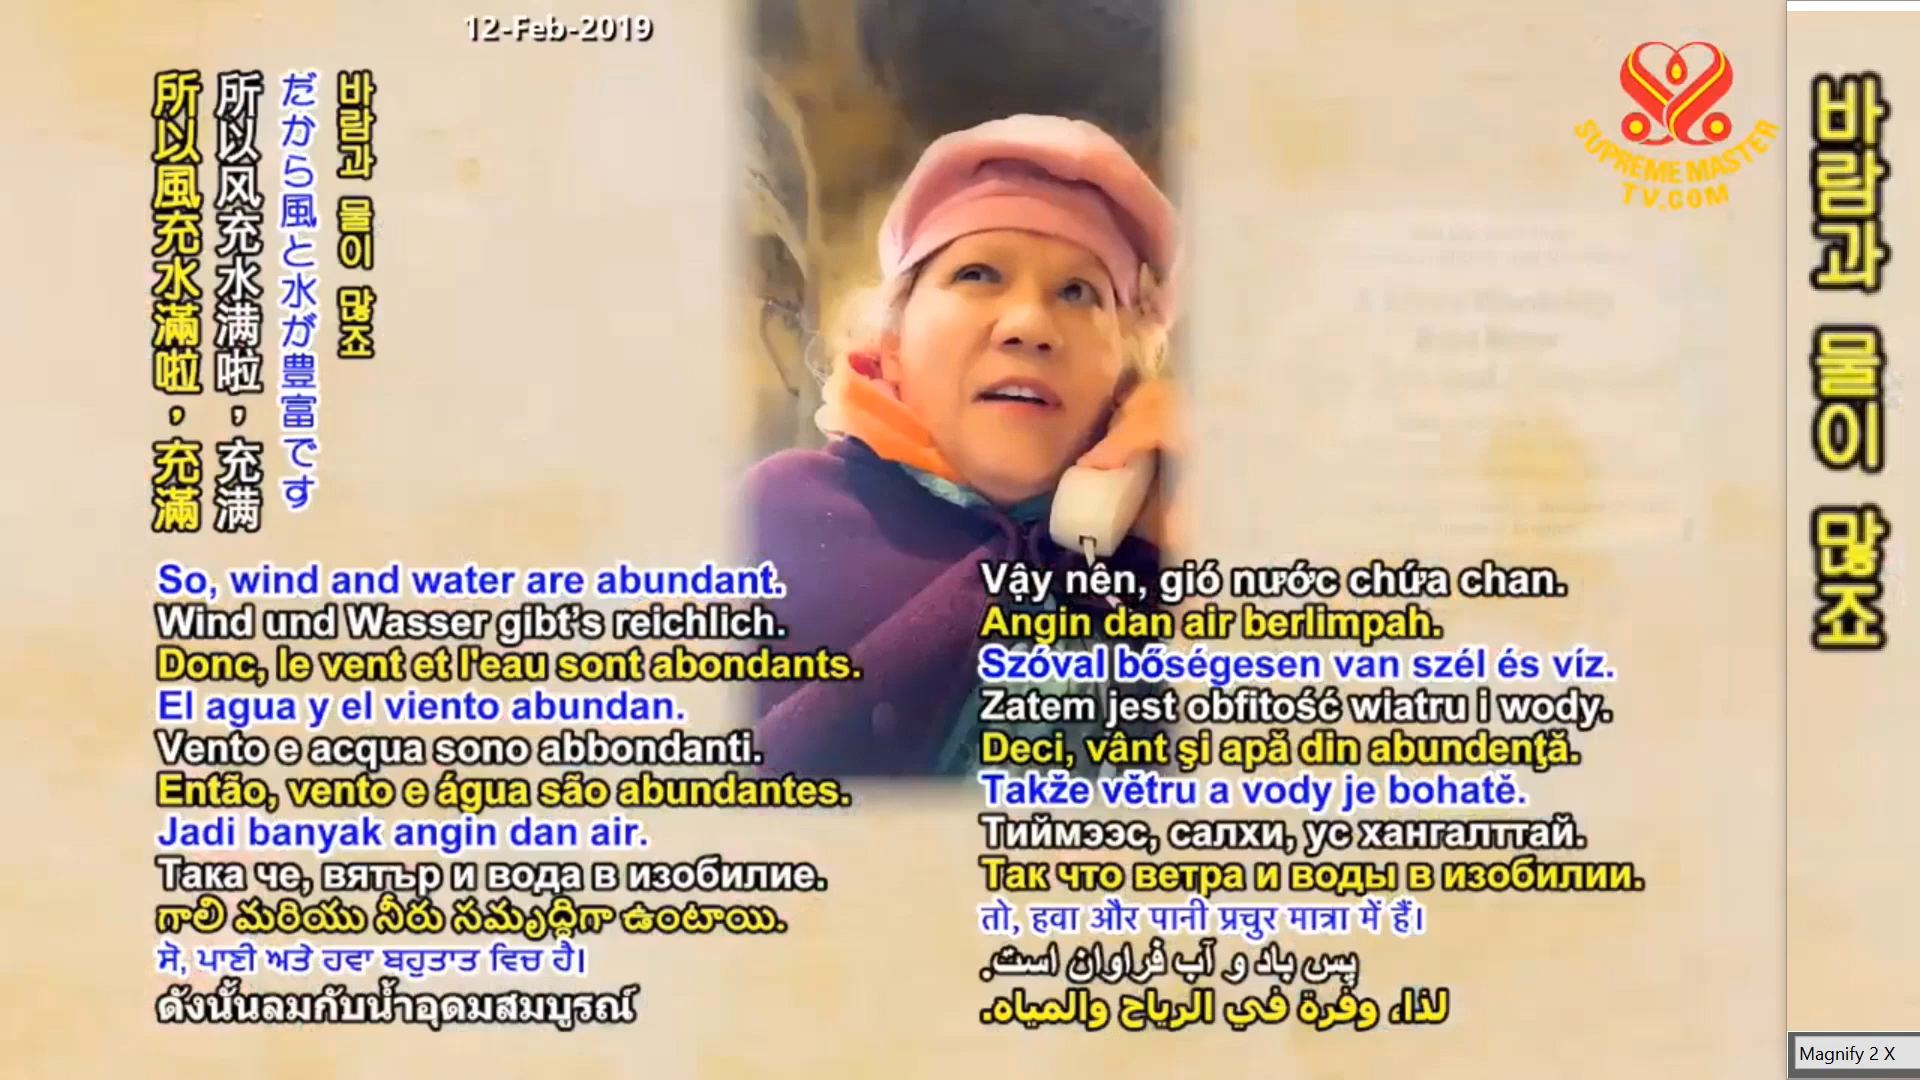 12-Feb-2019
바람과 물이 많죠
だから風と水が豊富です
所以风充水满啦，充满
所以風充水滿啦，充滿
SUPREME MASTER
TV.COM
바람과 물이 많죠
So, wind and water are abundant.
Wind und Wasser gibt's reichlich.
Donc, le vent et l'eau sont abondants.
El agua y el viento abundan.
Vento e acqua sono abbondanti.
Então, vento e água são abundantes.
Jadi banyak angin dan air.
Така че, вятър и вода в изобилие.
గాలి మరియు నీరు సమృద్ధిగా ఉంటాయి.
ਸੋ, ਪਾਣੀ ਅਤੇ ਹਵਾ ਬਹੁਤਾਤ ਵਿਚ ਹੈ।
ดังนั้นลมกับน้ำอุดมสมบูรณ์
Vậy nên, gió nước chứa chan.
Angin dan air berlimpah.
Szóval bőségesen van szél és víz.
Zatem jest obfitość wiatru i wody.
Deci, vânt şi apă din abundenţă.
Takže větru a vody je bohatě.
Тиймээс, салхи, ус хангалттай.
Так что ветра и воды в изобилии.
तो, हवा और पानी प्रचुर मात्रा में हैं।
پس باد و آب فراوان است.
لذا، وفرة في الرياح والمياه.
Magnify 2 X